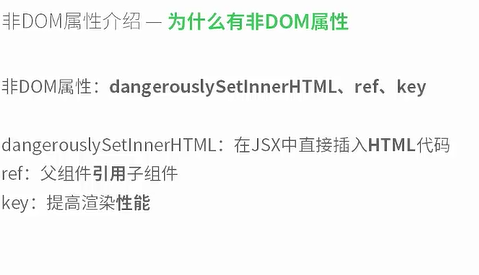 非DOM属性介绍 — 为什么有非DOM属性
非DOM属性：dangerouslySetInnerHTML、ref、key
dangerouslySetInnerHTML：在JSX中直接插入HTML代码
ref：父组件引用子组件
key：提高渲染性能